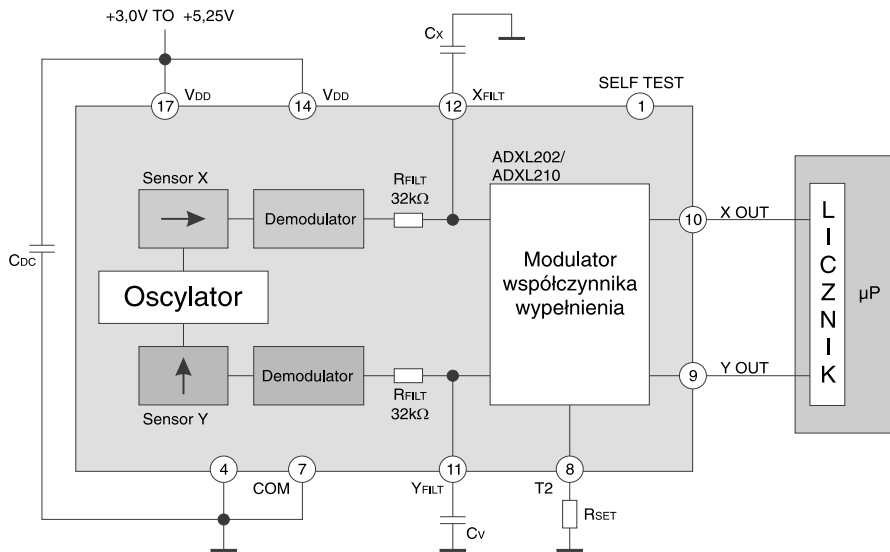 +3,0V TO +5,25V
CX
SELF TEST
17
VDD
14
VDD
12
XFILT
1
ADXL202/
ADXL210
Sensor X
RFILT
32kΩ
Demodulator
10
X OUT
LICZNIK
µP
CDC
Oscylator
Modulator
współczynnika
wypełnienia
Demodulator
9
Y OUT
Sensor Y
RFILT
32kΩ
4
COM
7
YFILT
11
T2
8
CV
RSET